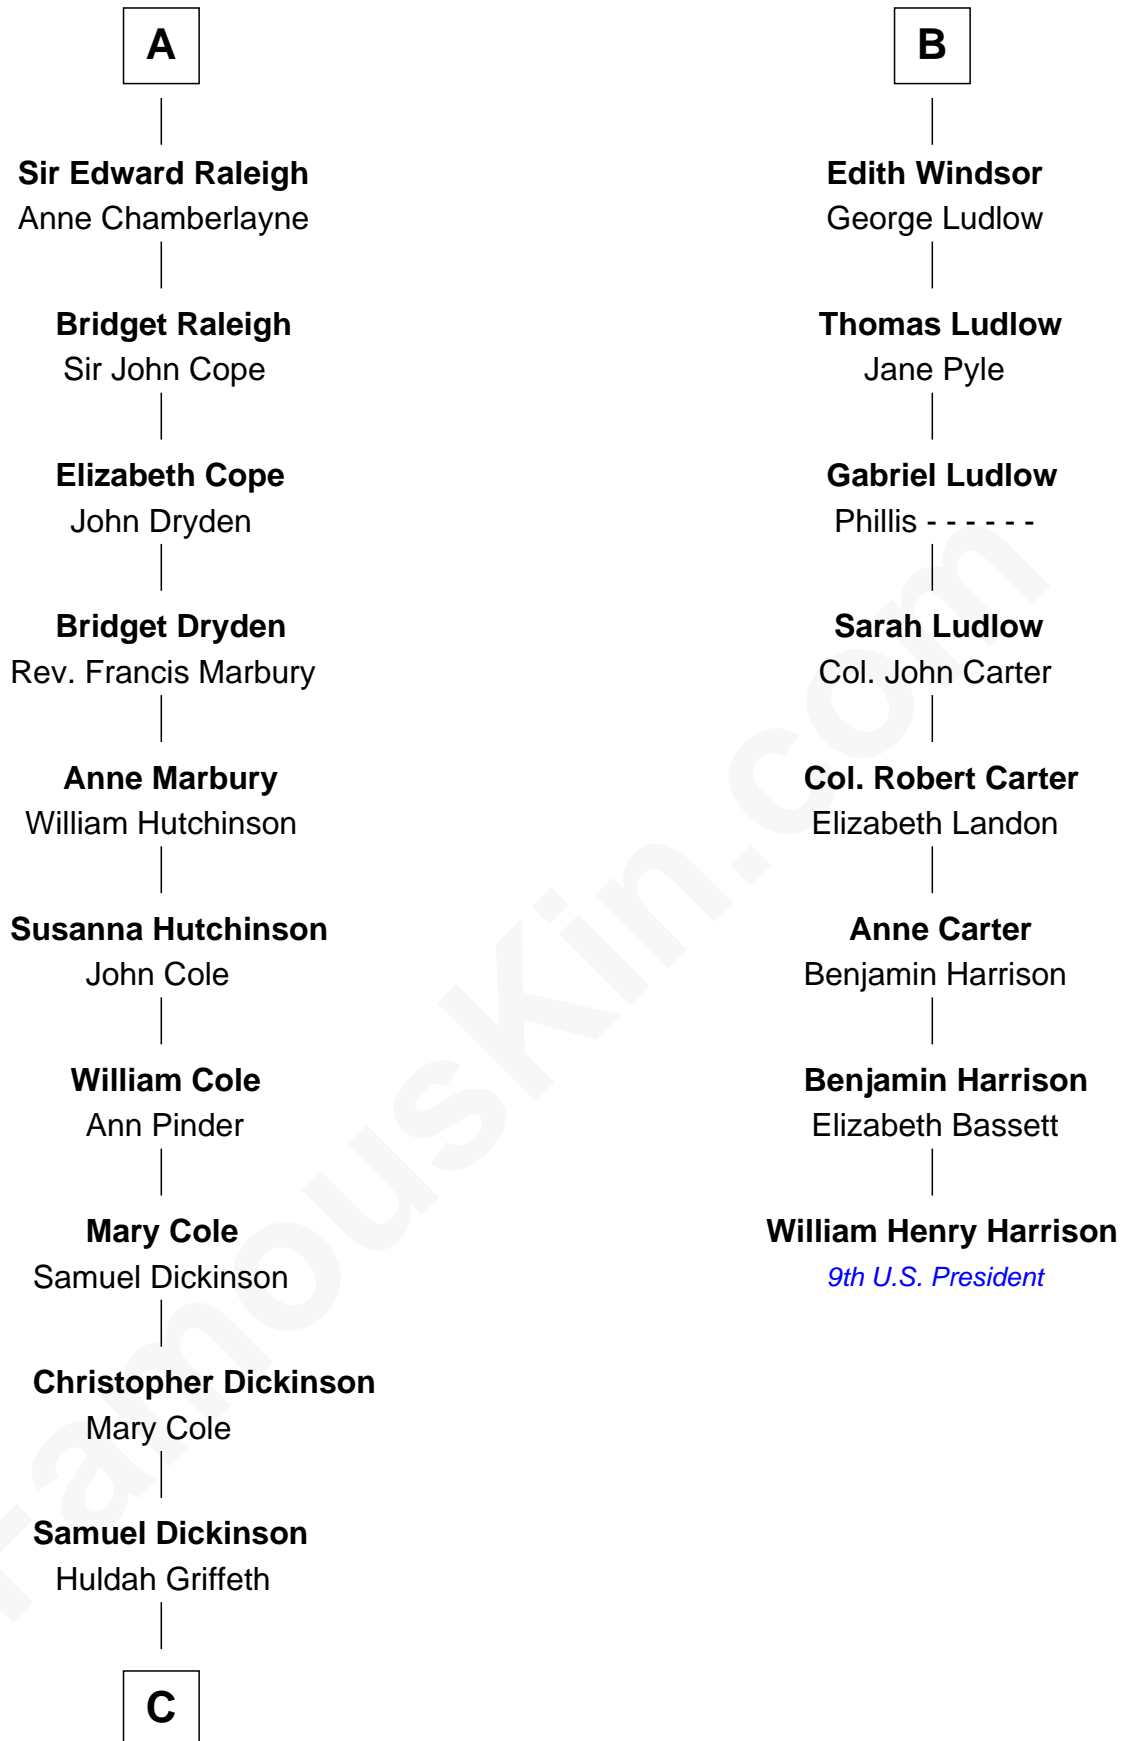 A
Sir Edward Raleigh
Anne Chamberlayne
Bridget Raleigh
Sir John Cope
Elizabeth Cope
John Dryden
Bridget Dryden
Rev. Francis Marbury
Anne Marbury
William Hutchinson
Susanna Hutchinson
John Cole
William Cole
Ann Pinder
Mary Cole
Samuel Dickinson
Christopher Dickinson
Mary Cole
Samuel Dickinson
Huldah Griffeth
C
B
Edith Windsor
George Ludlow
Thomas Ludlow
Jane Pyle
Gabriel Ludlow
Phillis - - - - - -
Sarah Ludlow
Col. John Carter
Col. Robert Carter
Elizabeth Landon
Anne Carter
Benjamin Harrison
Benjamin Harrison
Elizabeth Bassett
William Henry Harrison
9th U.S. President
FamousKin.com